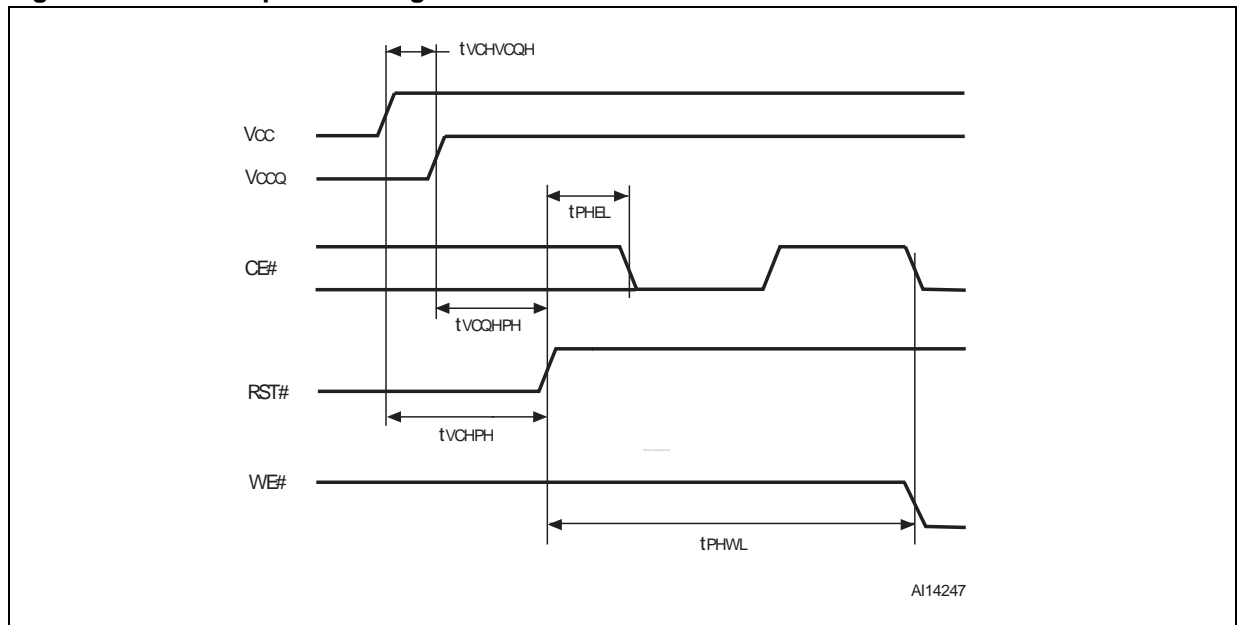 tVCHVCQH
VCC
VCCQ
tPHEL
CE#
tVCQHPH
RST#
tVCHPH
WE#
tPHWL
AI14247